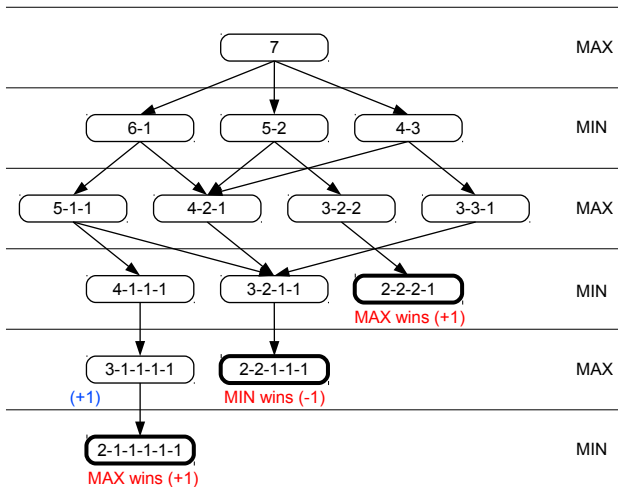 7 MAX
6-1 5-2 4-3 MIN
5-1-1 4-2-1 3-2-2 3-3-1 MAX
4-1-1-1 3-2-1-1 2-2-2-1 MIN
MAX wins (+1)
3-1-1-1-1 2-2-1-1-1 MAX
(+1) MIN wins (-1)
2-1-1-1-1-1 MIN
MAX wins (+1)